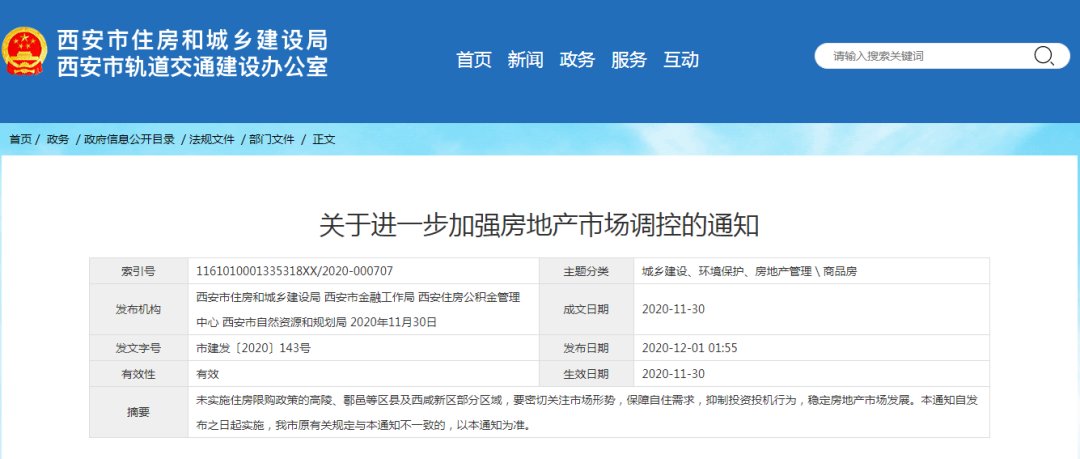 西安市住房和城乡建设局
西安市轨道交通建设办公室
首页 新闻 政务 服务 互动
请输入搜索关键词
首页 / 政务 / 政府信息公开目录 / 法规文件 / 部门文件 / 正文
关于进一步加强房地产市场调控的通知
索引号 1161010001335318XX/2020-000707 主题分类 城乡建设、环境保护、房地产管理 \ 商品房
发布机构 西安市住房和城乡建设局 西安市金融工作局 西安住房公积金管理
中心 西安市自然资源和规划局 2020年11月30日 成文日期 2020-11-30
发文字号 市建发〔2020〕143号 发布日期 2020-12-01 01:55
有效性 有效 生效日期 2020-11-30
摘要 未实施住房限购政策的高陵、鄠邑等区县及西咸新区部分区域，要密切关注市场形势，保障自住需求，抑制投资投机行为，稳定房地产市场发展。本通知自发
布之日起实施，我市原有关规定与本通知不一致的，以本通知为准。